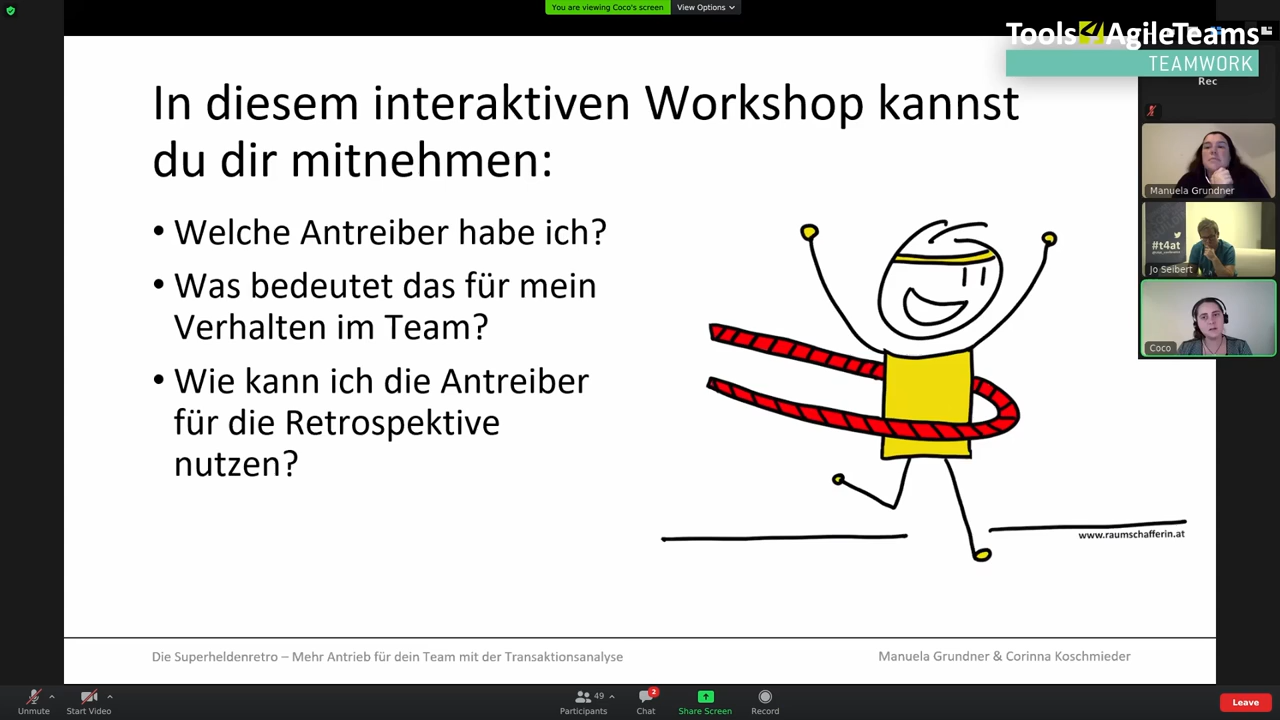 You are viewing Coco's screen
View Options
Tools4AgileTeams
TEAMWORK
Rec
In diesem interaktiven Workshop kannst
du dir mitnehmen:
• Welche Antreiber habe ich?
• Was bedeutet das für mein
Verhalten im Team?
• Wie kann ich die Antreiber
für die Retrospektive
nutzen?
Manuela Grundner
#t4at
Jo Seibert
Coco
www.raumschafferin.at
Die Superheldenretro – Mehr Antrieb für dein Team mit der Transaktionsanalyse
Manuela Grundner & Corinna Koschmieder
Unmute
Start Video
49
Participants
2
Chat
Share Screen
Record
Leave